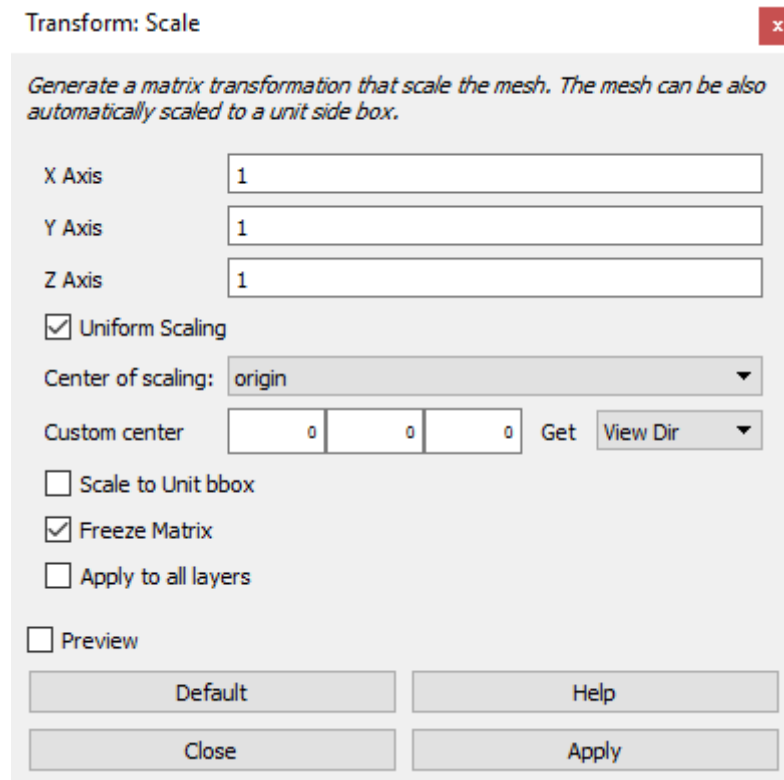 Transform: Scale
x
Generate a matrix transformation that scale the mesh. The mesh can be also
automatically scaled to a unit side box.
X Axis 1
Y Axis 1
Z Axis 1
Uniform Scaling
Center of scaling: origin
Custom center 0 0 0 Get View Dir
Scale to Unit bbox
Freeze Matrix
Apply to all layers
Preview
Default Help
Close Apply